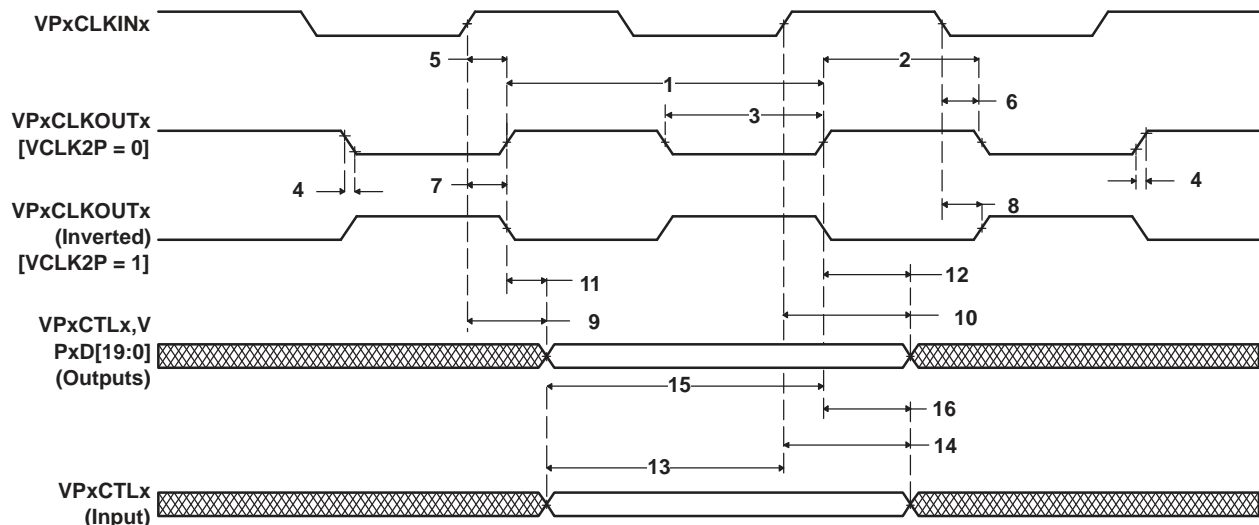 VPxCLKINx
5
2
1
6
3
VPxCLKOUTx
[VCLK2P = 0]
4
7
4
VPxCLKOUTx
(Inverted)
[VCLK2P = 1]
8
11
12
9
10
VPxCTLx,V
PxD[19:0]
(Outputs)
15
16
14
13
VPxCTLx
(Input)